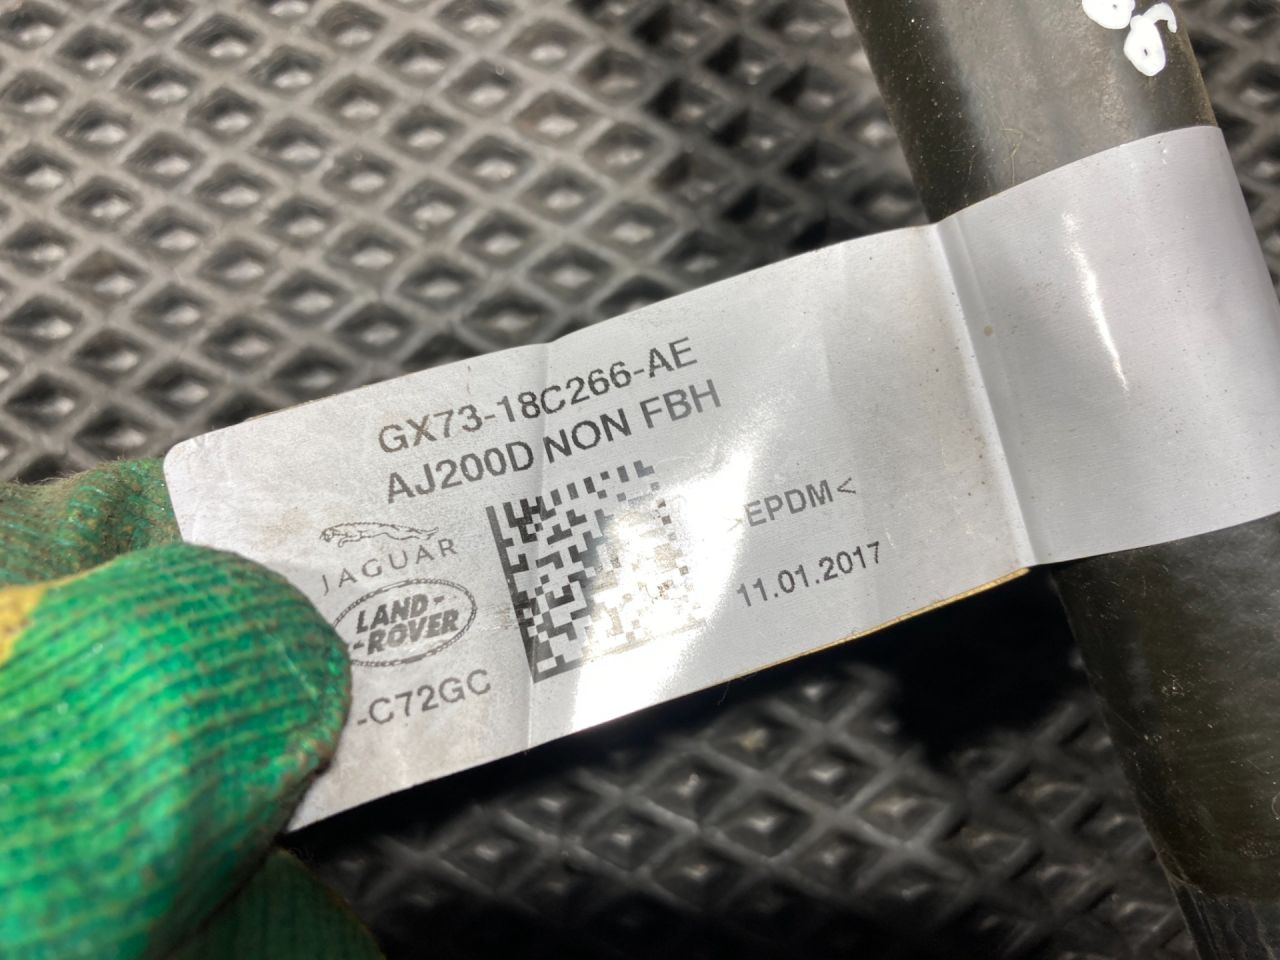 GX73-18C266-AE
AJ200D NON FBH
JAGUAR
LAND-
-ROVER
-C72GC
>EPDM<
11.01.2017